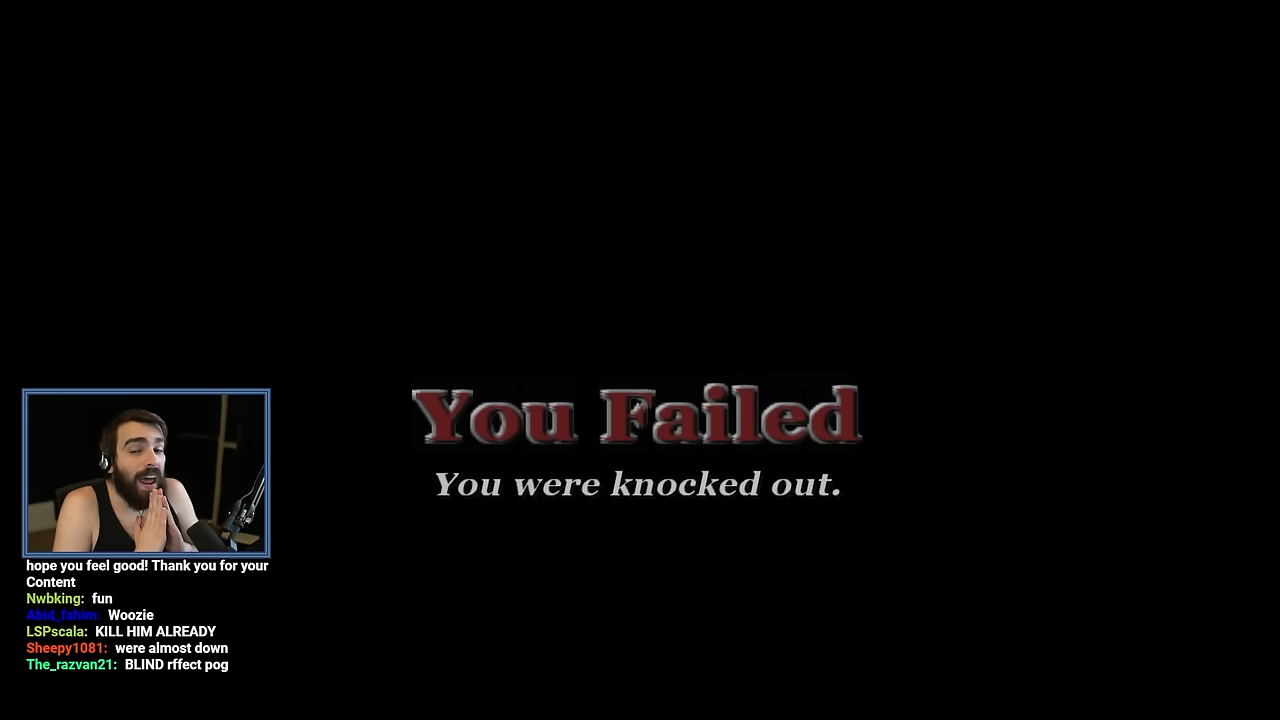 You Failed
You were knocked out.
hope you feel good! Thank you for your
Content
Nwbking: fun
Abid_fahim: Woozie
LSPscala: KILL HIM ALREADY
Sheepy1081: were almost down
The_razvan21: BLIND rffect pog